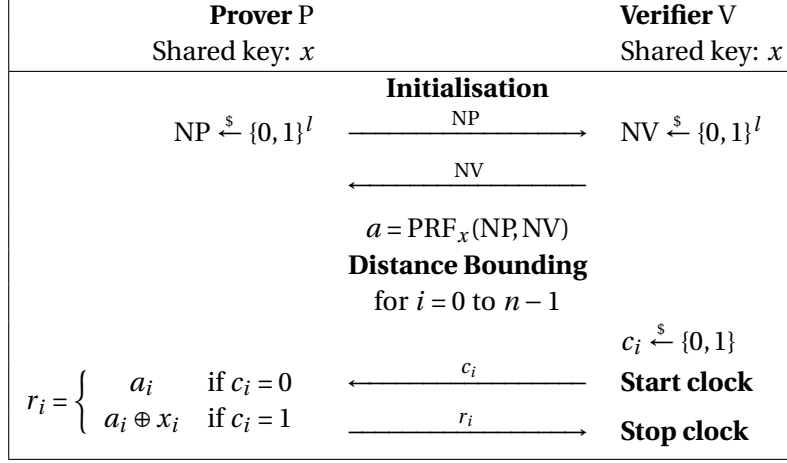 Prover P Verifier V
Shared key: x Shared key: x
Initialisation
NP $← {0, 1}^l NP NV $← {0, 1}^l
NV
a = PRF_x(NP, NV)
Distance Bounding
for i = 0 to n − 1
c_i $← {0, 1}
r_i = { a_i if c_i = 0 c_i Start clock
a_i ⊕ x_i if c_i = 1 r_i Stop clock